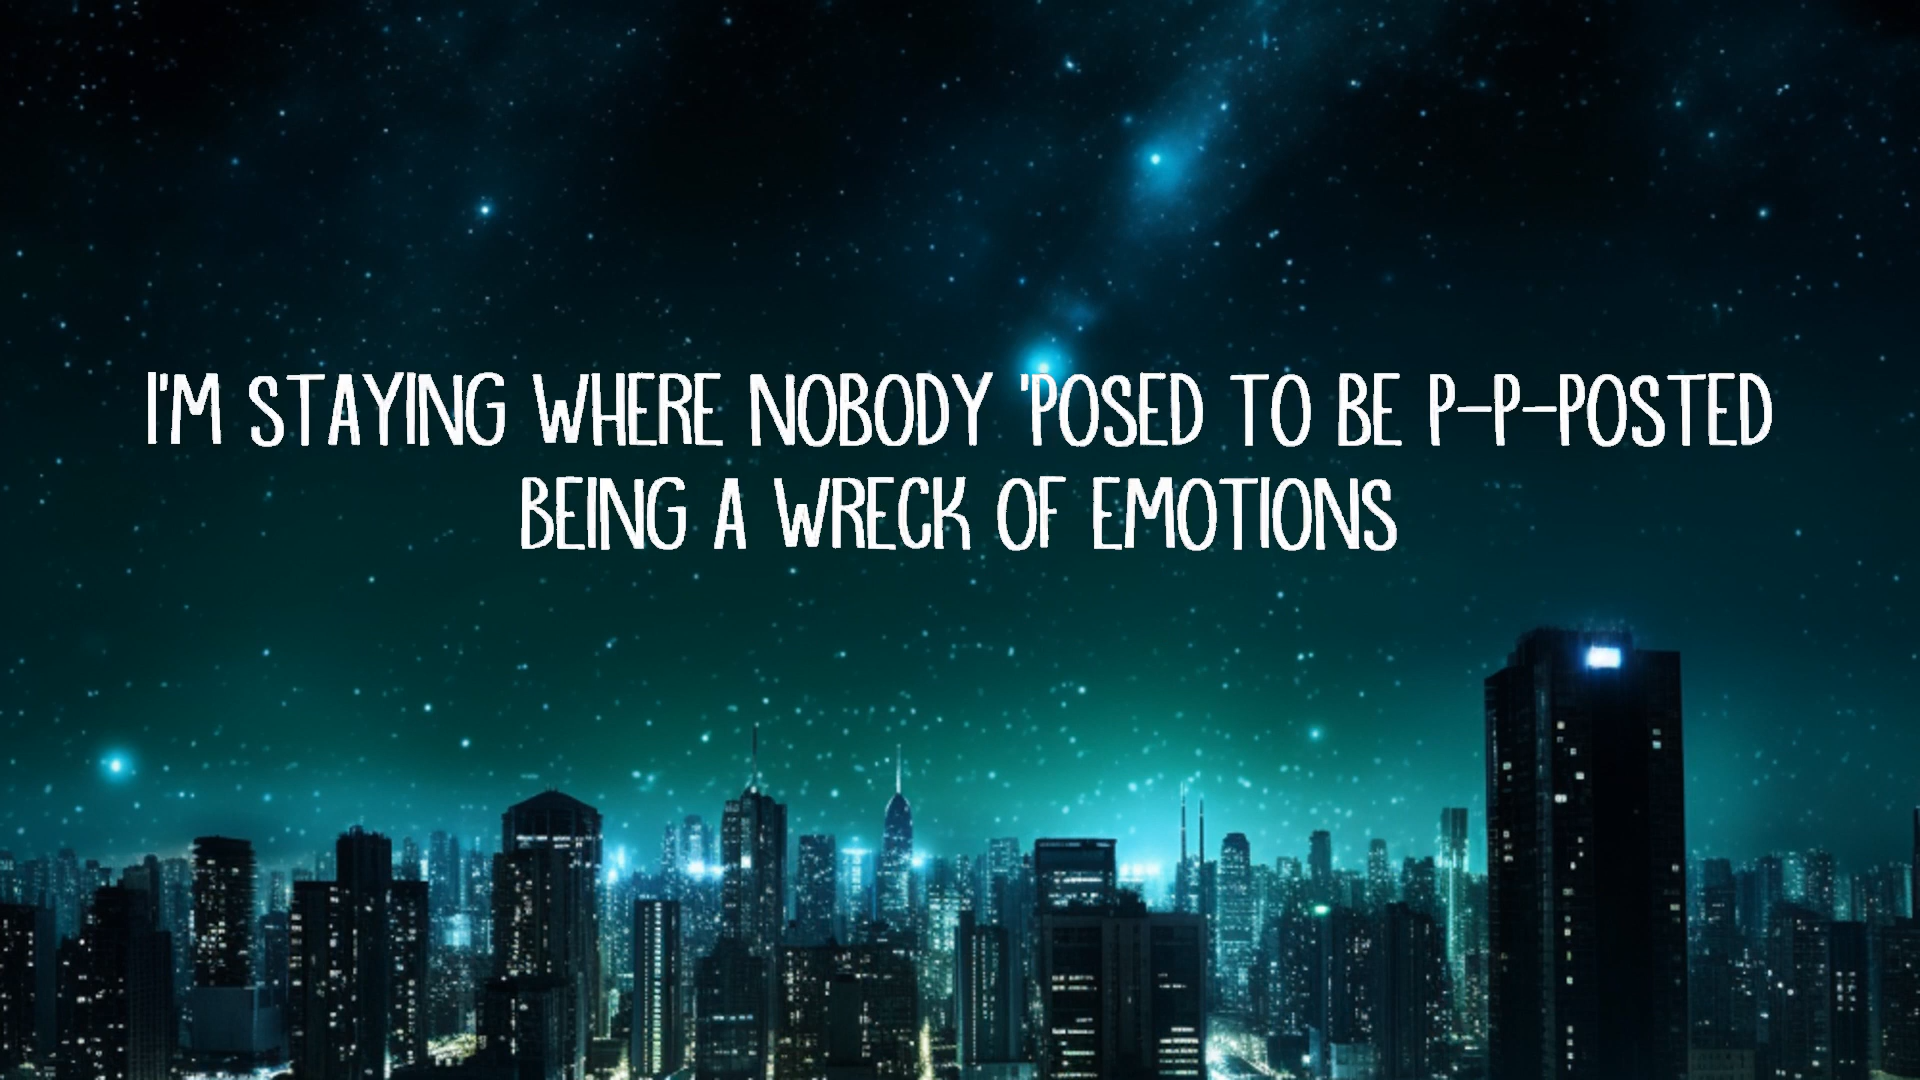 I'M STAYING WHERE NOBODY 'POSED TO BE P-P-POSTED
BEING A WRECK OF EMOTIONS